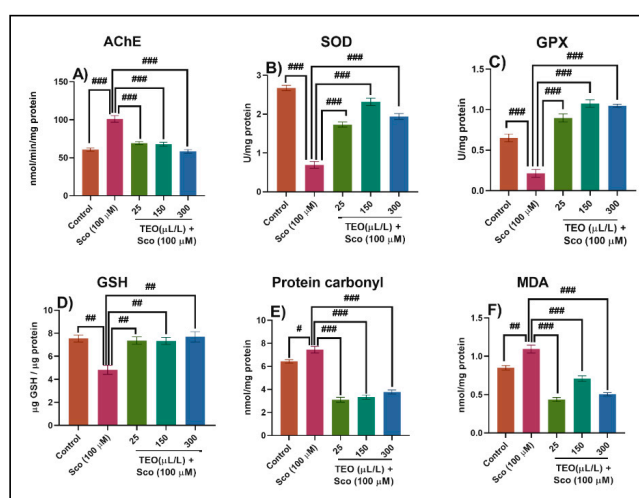 AChE
A)
nmol/min/mg protein
150
100
50
0
###
###
###
###
Control
Sco (100 μM)
25
150
300
TEO(μL/L) +
Sco (100 μM)
SOD
B)
U/mg protein
3
2
1
0
###
###
###
###
Control
Sco (100 μM)
25
150
300
TEO(μL/L) +
Sco (100 μM)
GPX
C)
U/mg protein
1.5
1.0
0.5
0.0
###
###
###
###
Control
Sco (100 μM)
25
150
300
TEO (μL/L) +
Sco (100 μM)
GSH
D)
μg GSH / μg protein
10
8
6
4
2
0
##
##
##
##
Control
Sco (100 μM)
25
150
300
TEO(μL/L) +
Sco (100 μM)
Protein carbonyl
E)
nmol/mg protein
10
8
6
4
2
0
#
###
###
###
Control
Sco (100 μM)
25
150
300
TEO (μL/L) +
Sco (100 μM)
MDA
F)
nmol/mg protein
1.5
1.0
0.5
0.0
##
###
###
###
Control
Sco (100 μM)
25
150
300
TEO(μL/L) +
Sco (100 μM)